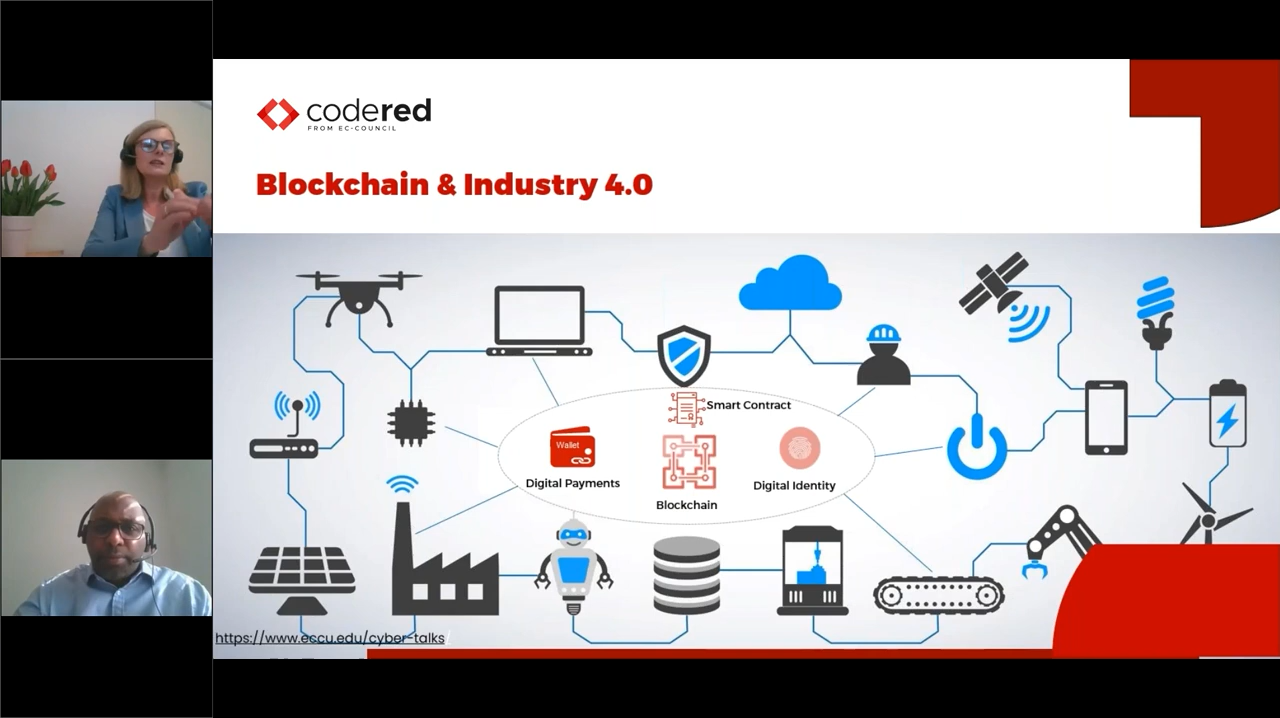 codered
FROM EC-COUNCIL
Blockchain & Industry 4.0
Smart Contract
Wallet
Digital Payments
Digital Identity
Blockchain
https://www.eccu.edu/cyber-talks/